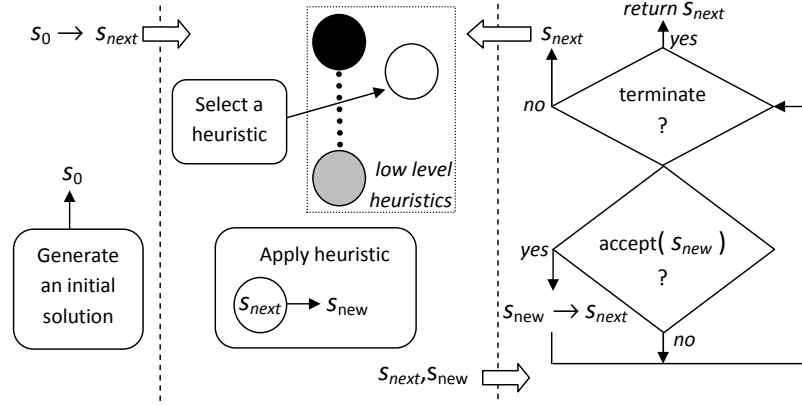 s0 → snext
s0
Generate
an initial
solution
Select a
heuristic
low level
heuristics
Apply heuristic
snext → snew
snext,snew
return snext
yes
snext
no
terminate
?
yes
accept( snew )
?
snew → snext
no